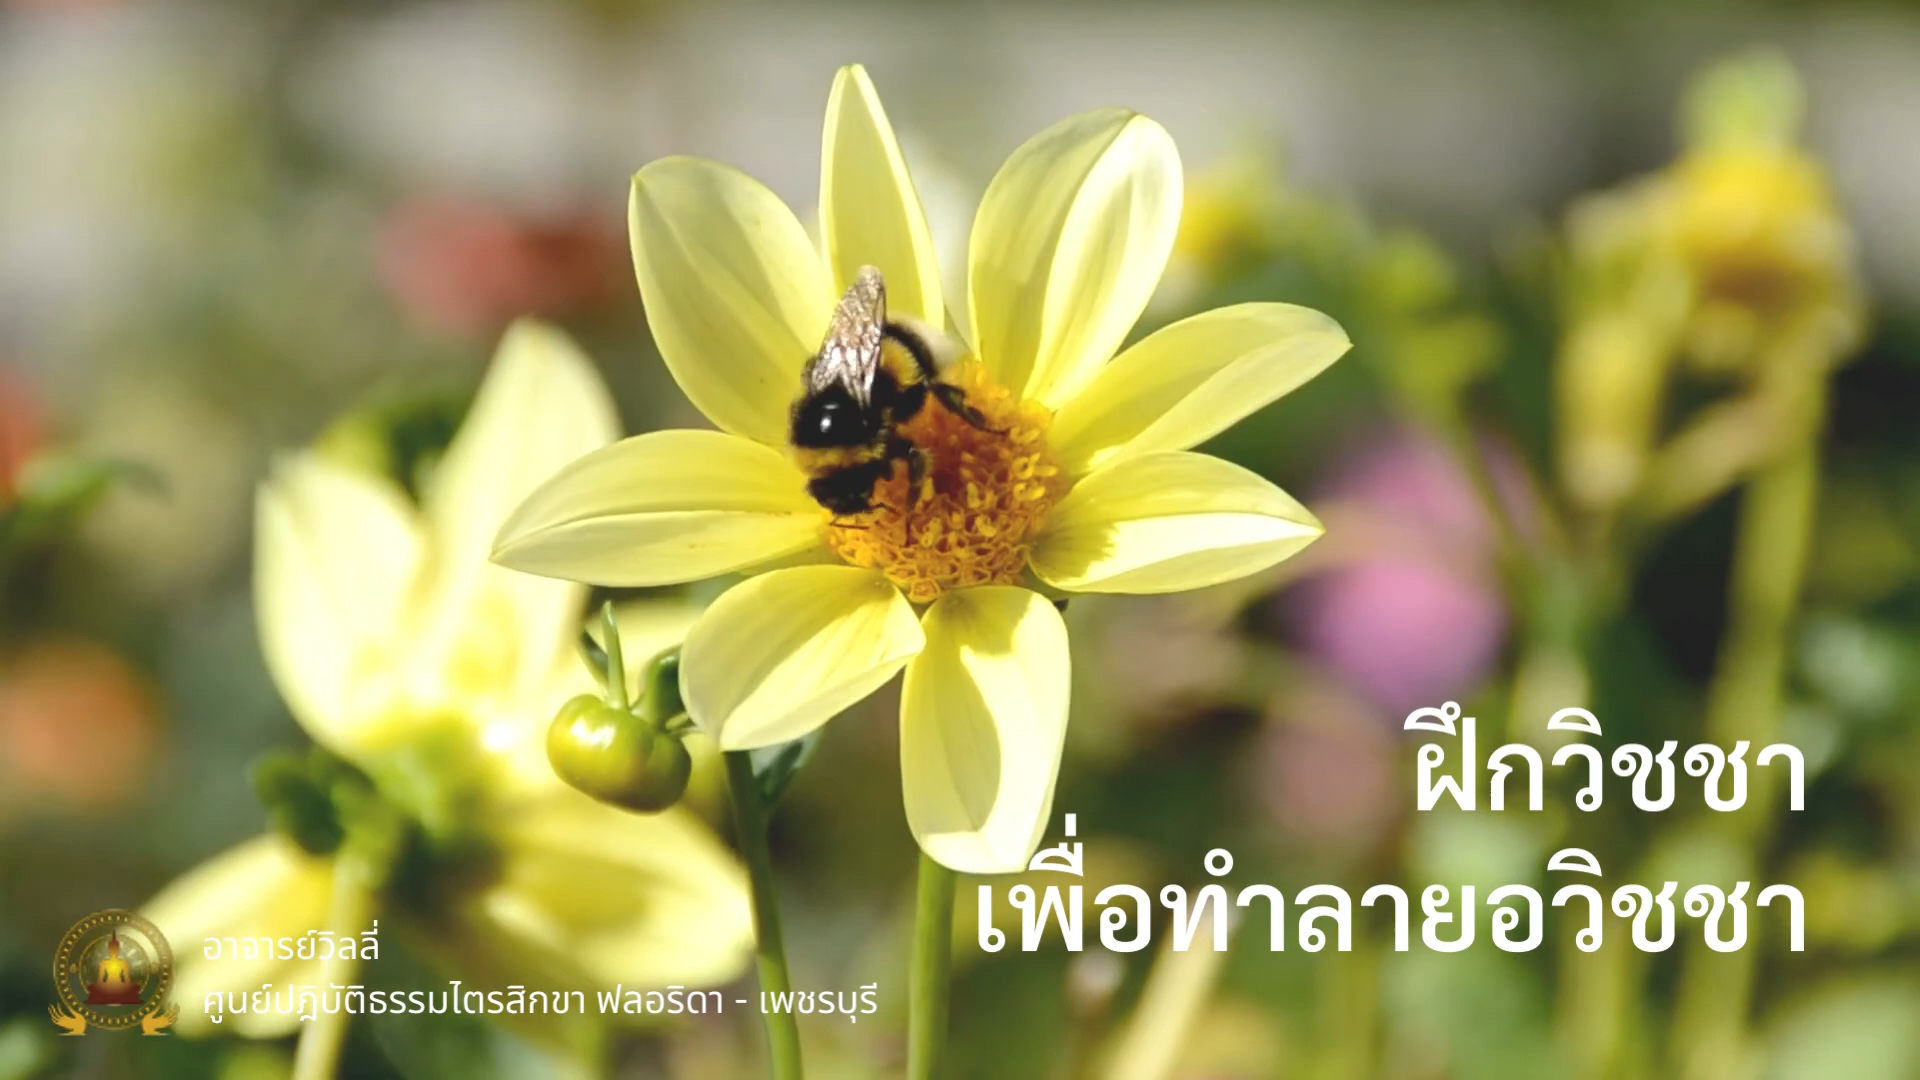 ฝึกวิชชา
เพื่อทำลายอวิชชา
อาจารย์วิลลี่
ศูนย์ปฎิบัติธรรมไตรสิกขา ฟลอริดา - เพชรบุรี